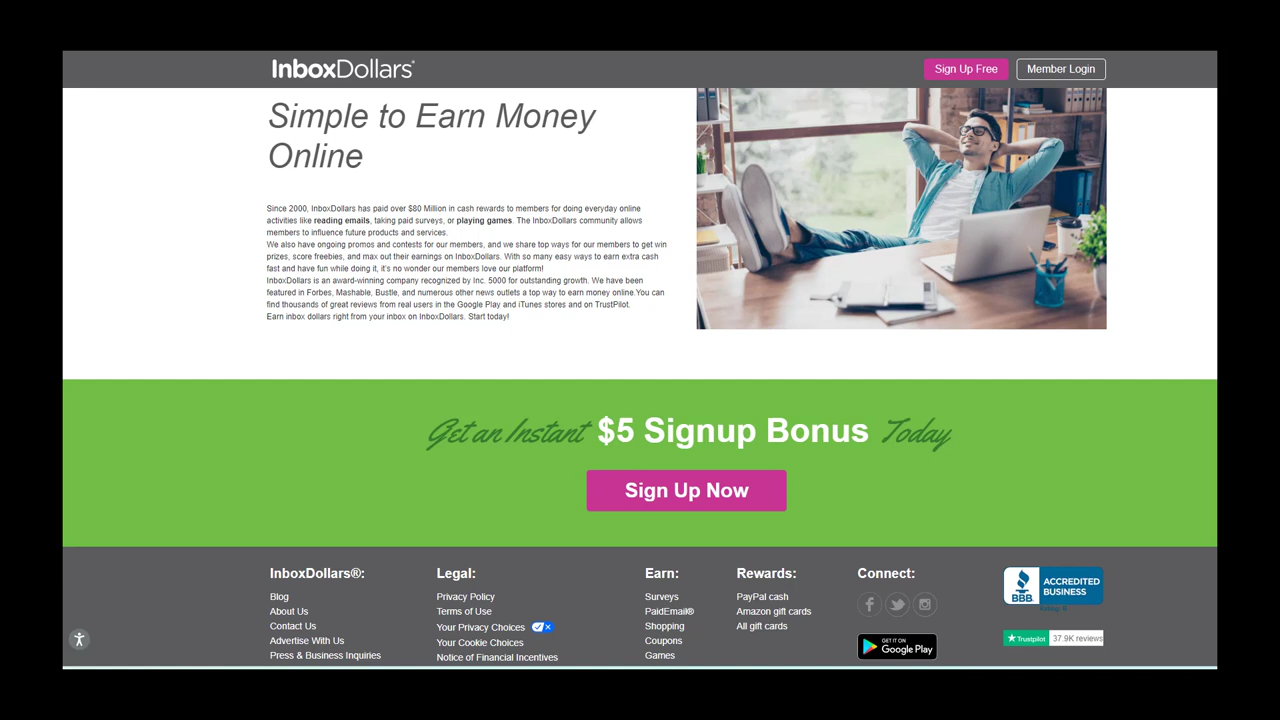 InboxDollars
Sign Up Free
Member Login
Simple to Earn Money
Online
Since 2000, InboxDollars has paid over $80 Million in cash rewards to members for doing everyday online
activities like reading emails, taking paid surveys, or playing games. The InboxDollars community allows
members to influence future products and services.
We also have ongoing promos and contests for our members, and we share top ways for our members to get win
prizes, score freebies, and max out their earnings on InboxDollars. With so many easy ways to earn extra cash
fast and have fun while doing it, it's no wonder our members love our platform!
InboxDollars is an award-winning company recognized by Inc. 5000 for outstanding growth. We have been
featured in Forbes, Mashable, Bustle, and numerous other news outlets a top way to earn money online.You can
find thousands of great reviews from real users in the Google Play and iTunes stores and on TrustPilot.
Earn inbox dollars right from your inbox on InboxDollars. Start today!
Get an Instant $5 Signup Bonus Today
Sign Up Now
InboxDollars®:
Blog
About Us
Contact Us
Advertise With Us
Press & Business Inquiries
Legal:
Privacy Policy
Terms of Use
Your Privacy Choices
Your Cookie Choices
Notice of Financial Incentives
Earn:
Surveys
PaidEmail®
Shopping
Coupons
Games
Rewards:
PayPal cash
Amazon gift cards
All gift cards
Connect:
GET IT ON
Google Play
BBB
ACCREDITED
BUSINESS
Trustpilot
37.9K reviews